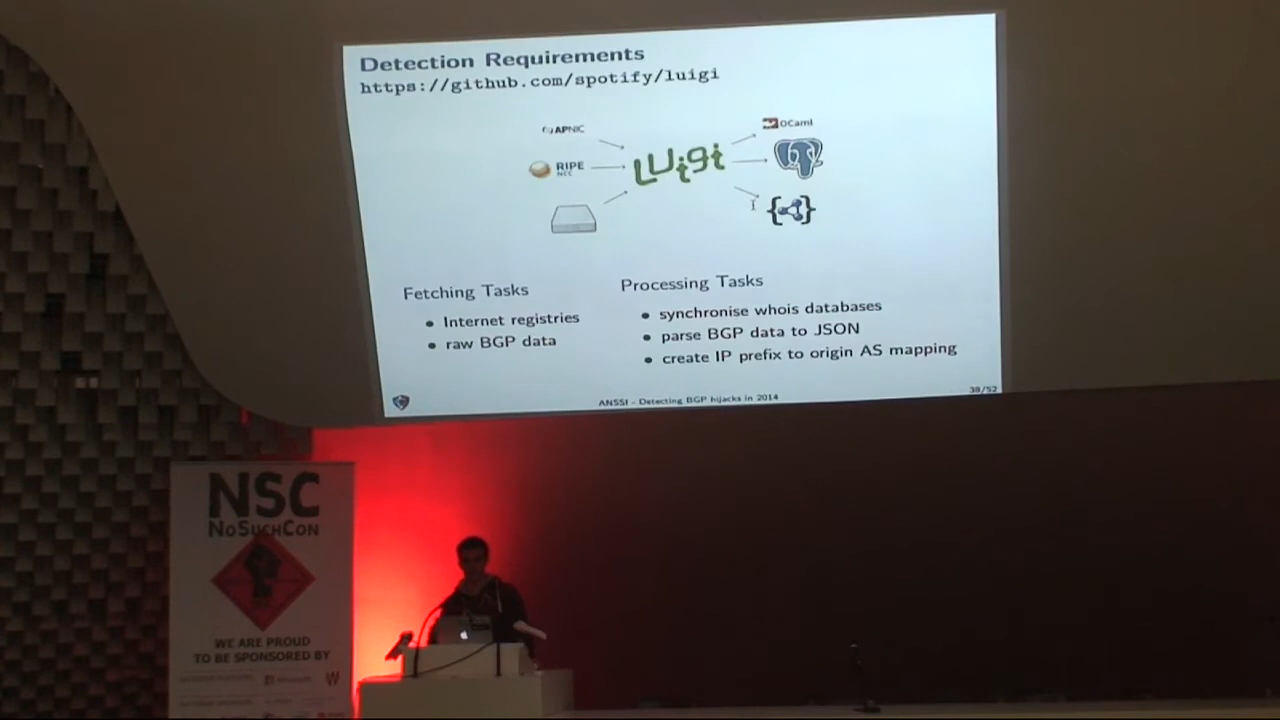 Detection Requirements
https://github.com/spotify/luigi
APNIC
OCaml
RIPE
NCC
Luigi
Fetching Tasks
• Internet registries
• raw BGP data
Processing Tasks
• synchronise whois databases
• parse BGP data to JSON
• create IP prefix to origin AS mapping
ANSSI - Detecting BGP hijacks in 2014
38/52
NSC
NOSUCHCON
WE ARE PROUD
TO BE SPONSORED BY